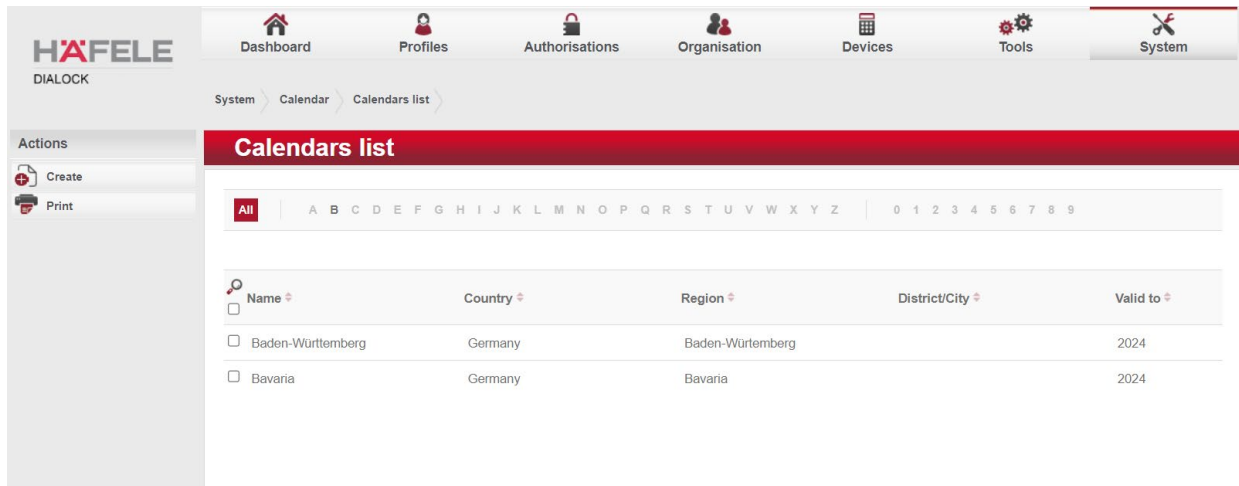 HÄFELE
DIALOCK
Dashboard Profiles Authorisations Organisation Devices Tools System
System Calendar Calendars list
Actions
Create
Print
Calendars list
All A B C D E F G H I J K L M N O P Q R S T U V W X Y Z 0 1 2 3 4 5 6 7 8 9
Name Country Region District/City Valid to
Baden-Württemberg Germany Baden-Würtemberg 2024
Bavaria Germany Bavaria 2024